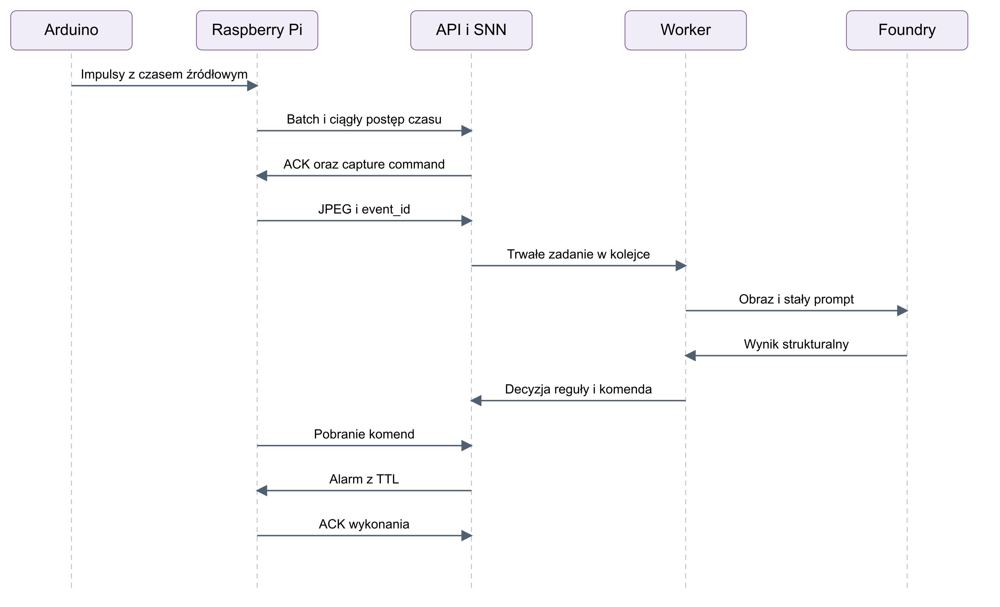 Arduino
Raspberry Pi
API i SNN
Worker
Foundry
Impulsy z czasem źródłowym
Batch i ciągły postęp czasu
ACK oraz capture command
JPEG i event_id
Trwałe zadanie w kolejce
Obraz i stały prompt
Wynik strukturalny
Decyzja reguły i komenda
Pobranie komend
Alarm z TTL
ACK wykonania